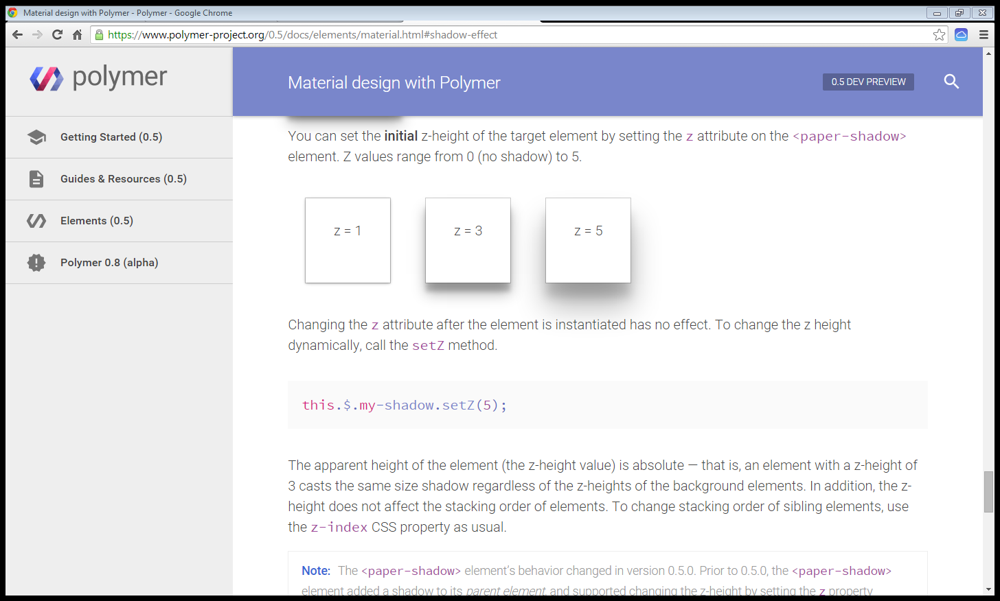 Material design with Polymer - Polymer - Google Chrome
https://www.polymer-project.org/0.5/docs/elements/material.html#shadow-effect
polymer
Material design with Polymer
0.5 DEV PREVIEW
Getting Started (0.5)
Guides & Resources (0.5)
Elements (0.5)
Polymer 0.8 (alpha)
You can set the initial z-height of the target element by setting the z attribute on the <paper-shadow>
element. Z values range from 0 (no shadow) to 5.
z = 1
z = 3
z = 5
Changing the z attribute after the element is instantiated has no effect. To change the z height
dynamically, call the setZ method.
this.$.my-shadow.setZ(5);
The apparent height of the element (the z-height value) is absolute — that is, an element with a z-height of
3 casts the same size shadow regardless of the z-heights of the background elements. In addition, the z-
height does not affect the stacking order of elements. To change stacking order of sibling elements, use
the z-index CSS property as usual.
Note: The <paper-shadow> element’s behavior changed in version 0.5.0. Prior to 0.5.0, the <paper-shadow>
element added a shadow to its parent element, and supported changing the z-height by setting the z property